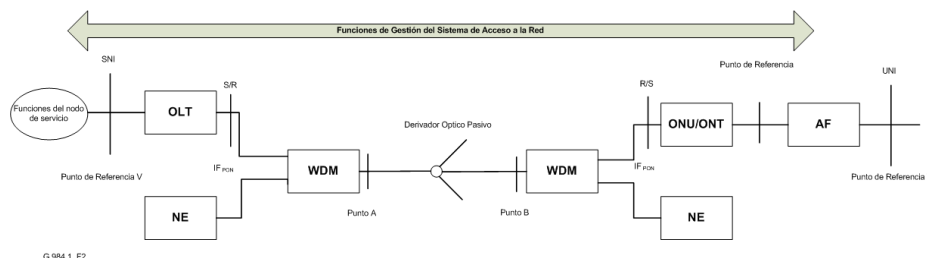 Funciones de Gestión del Sistema de Acceso a la Red
SNI
S/R
Punto de Referencia
R/S
UNI
Funciones del nodo
de servicio
OLT
ONU/ONT
AF
Derivador Optico Pasivo
Punto de Referencia V
IF PON
WDM
WDM
IF PON
Punto de Referencia
Punto A
Punto B
NE
NE
G.984.1_F2